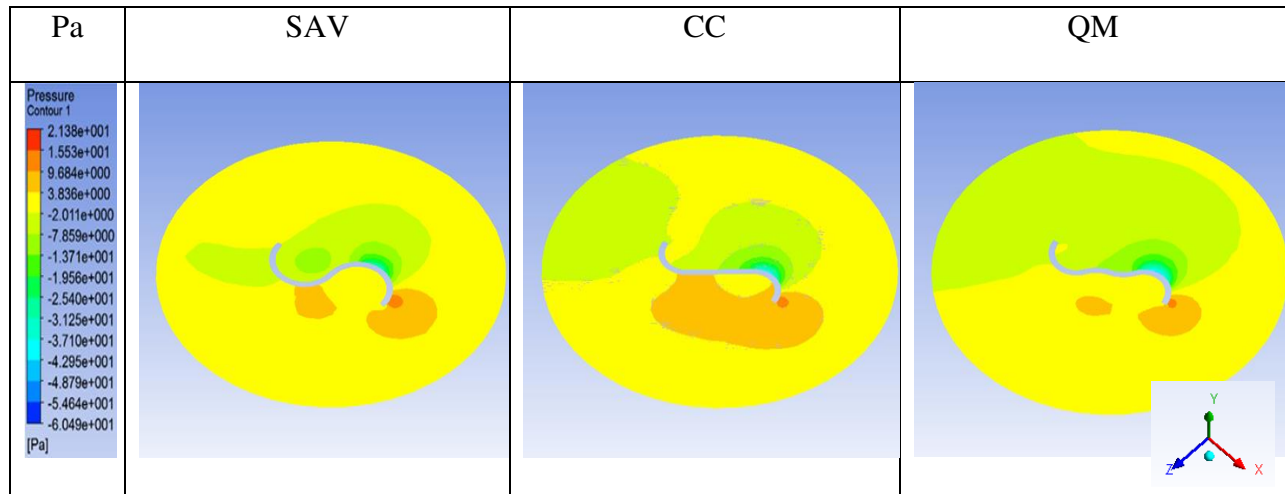 Pa SAV CC QM
Pressure
Contour 1
2.138e+001
1.553e+001
9.684e+000
3.836e+000
-2.011e+000
-7.859e+000
-1.371e+001
-1.956e+001
-2.540e+001
-3.125e+001
-3.710e+001
-4.295e+001
-4.879e+001
-5.464e+001
-6.049e+001
[Pa]
Y
Z X